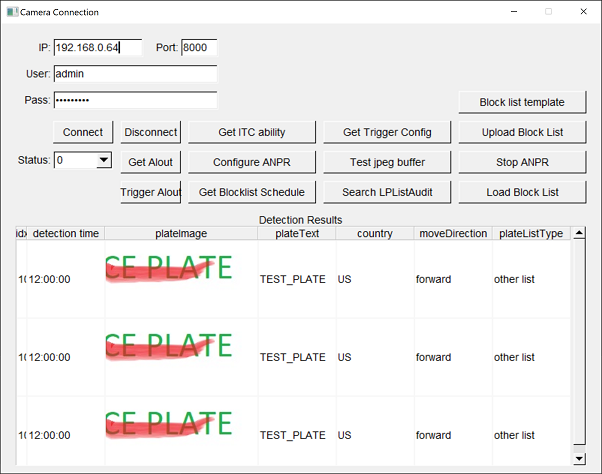 Camera Connection
IP: 192.168.0.64 Port: 8000
User: admin
Pass: •••••••••
Block list template
Connect Disconnect Get ITC ability Get Trigger Config Upload Block List
Status: 0 Get Alout Configure ANPR Test jpeg buffer Stop ANPR
Trigger Alout Get Blocklist Schedule Search LPListAudit Load Block List
Detection Results
idx detection time plateImage plateText country moveDirection plateListType
CE PLATE
12:00:00 TEST_PLATE US forward other list
CE PLATE
12:00:00 TEST_PLATE US forward other list
CE PLATE
12:00:00 TEST_PLATE US forward other list